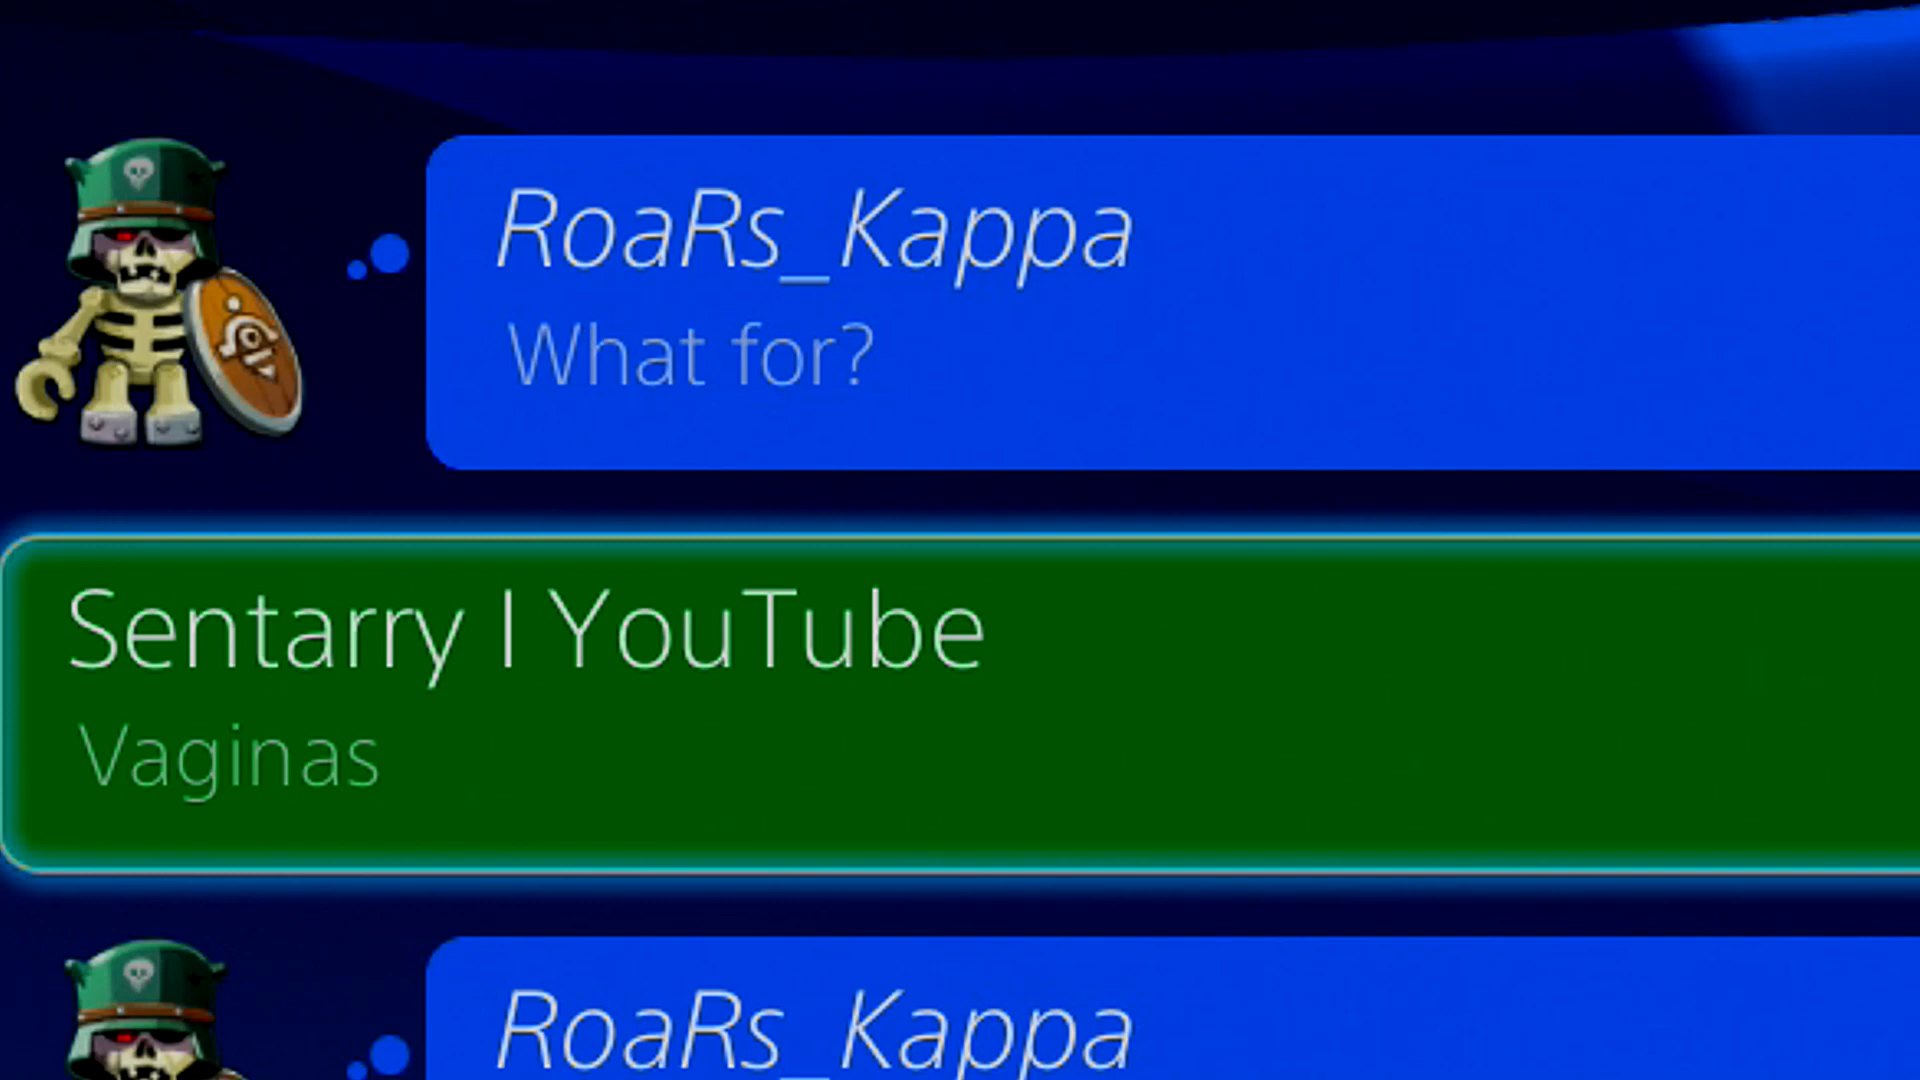 RoaRs_Kappa
What for?
Sentarry I YouTube
Vaginas
RoaRs_Kappa